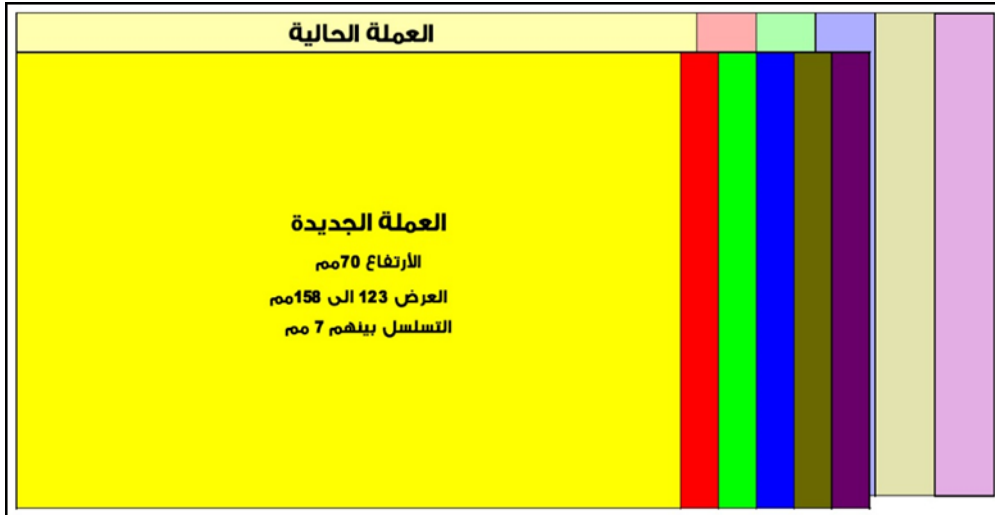 العملة الحالية
العملة الجديدة
الأرتفاع 70مم
العرض 123 الى 158مم
التسلسل بينهم 7 مم